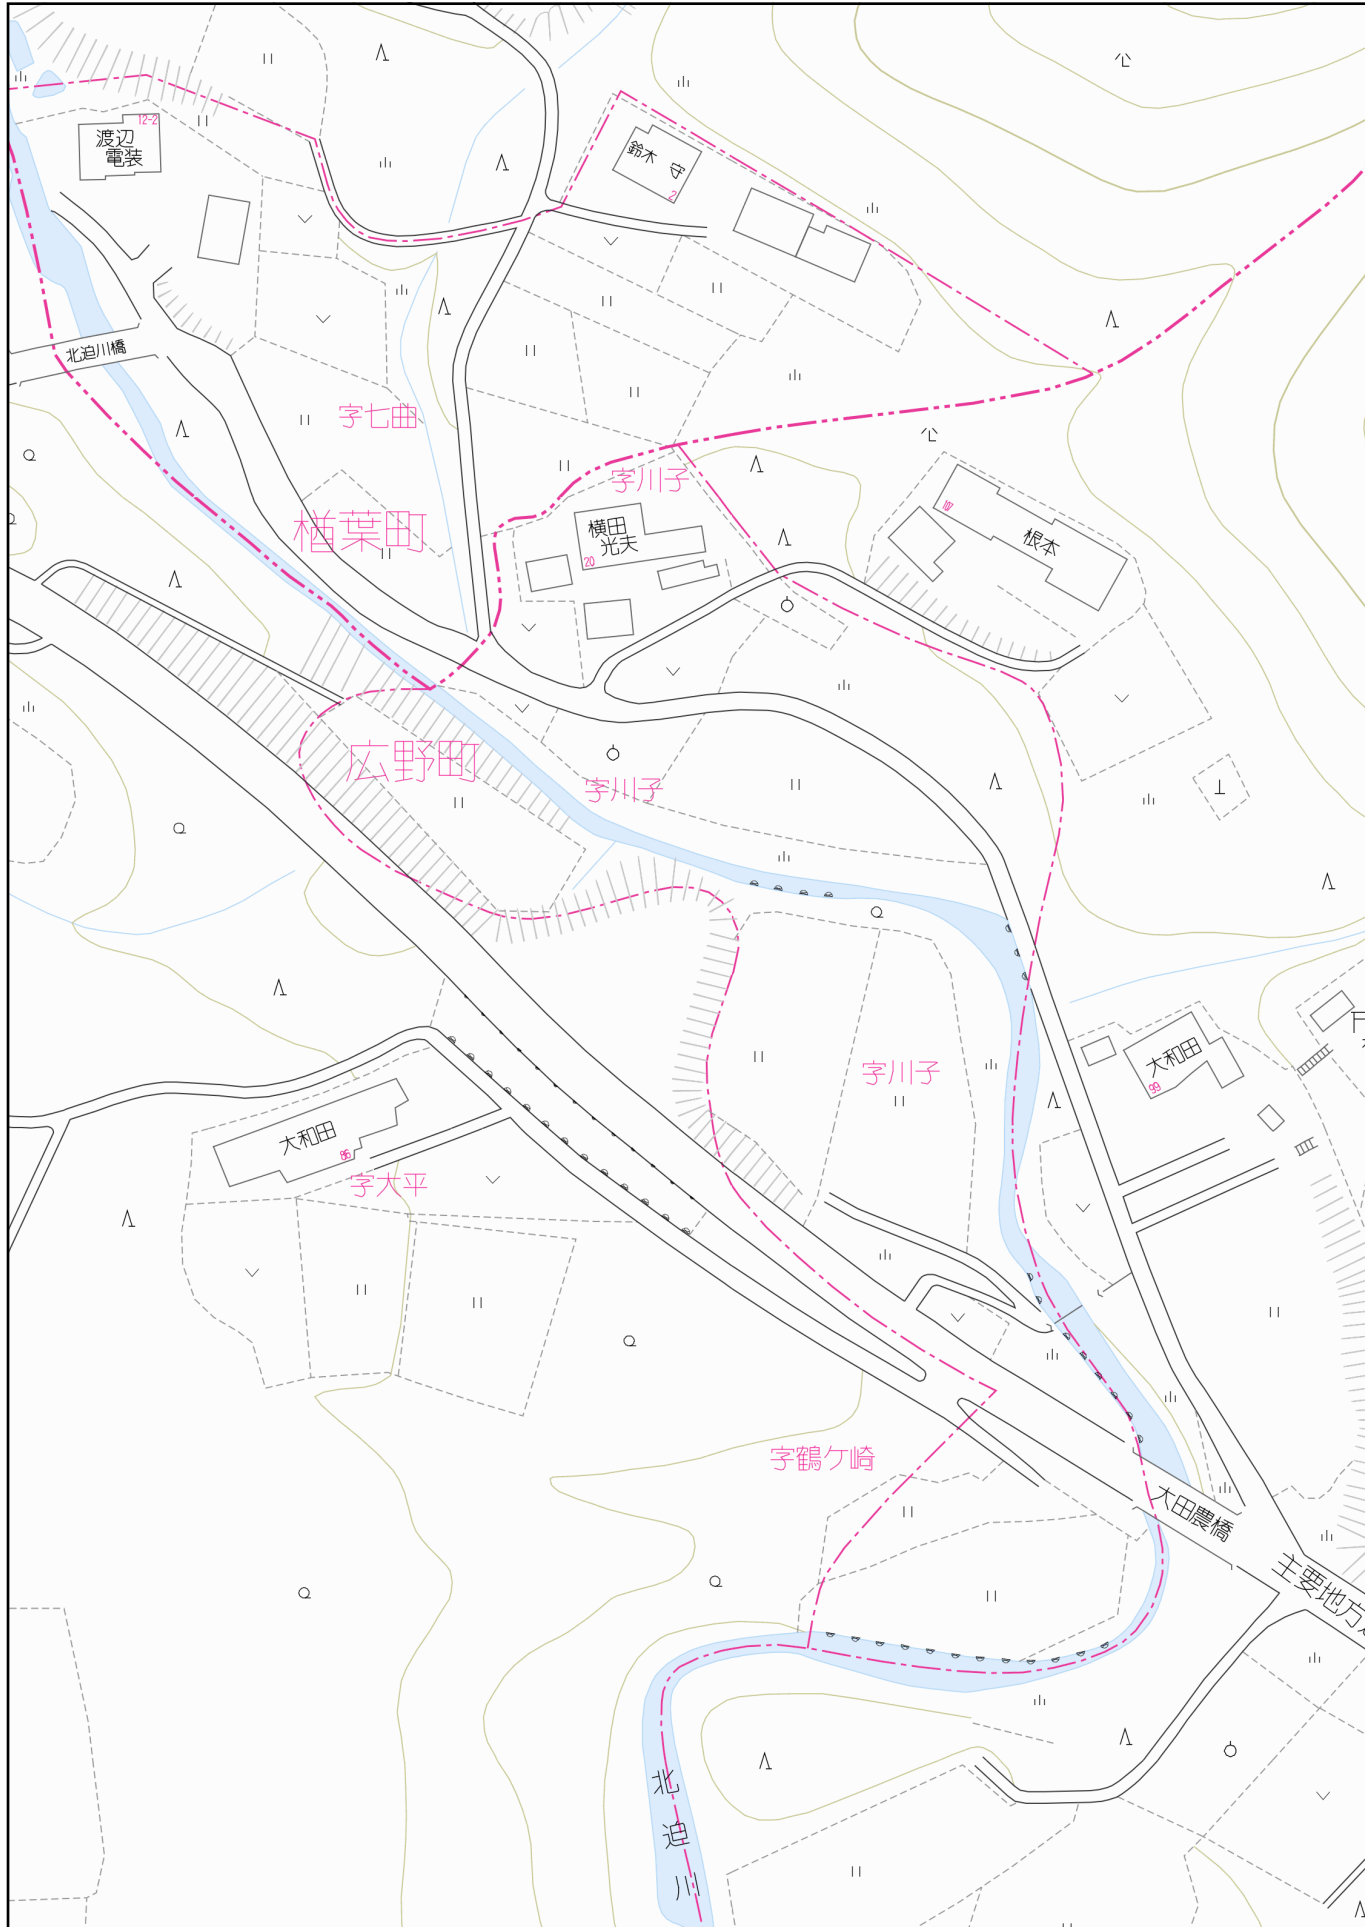 12-2
渡辺
電装
鈴木 守
2
北迫川橋
字七曲
字川子
楢葉町
横田
光夫
20
107
根本
広野町
字川子
字川子
大和田
99
大和田
86
字大平
字鶴ケ崎
大田農橋
主要地方
北迫川